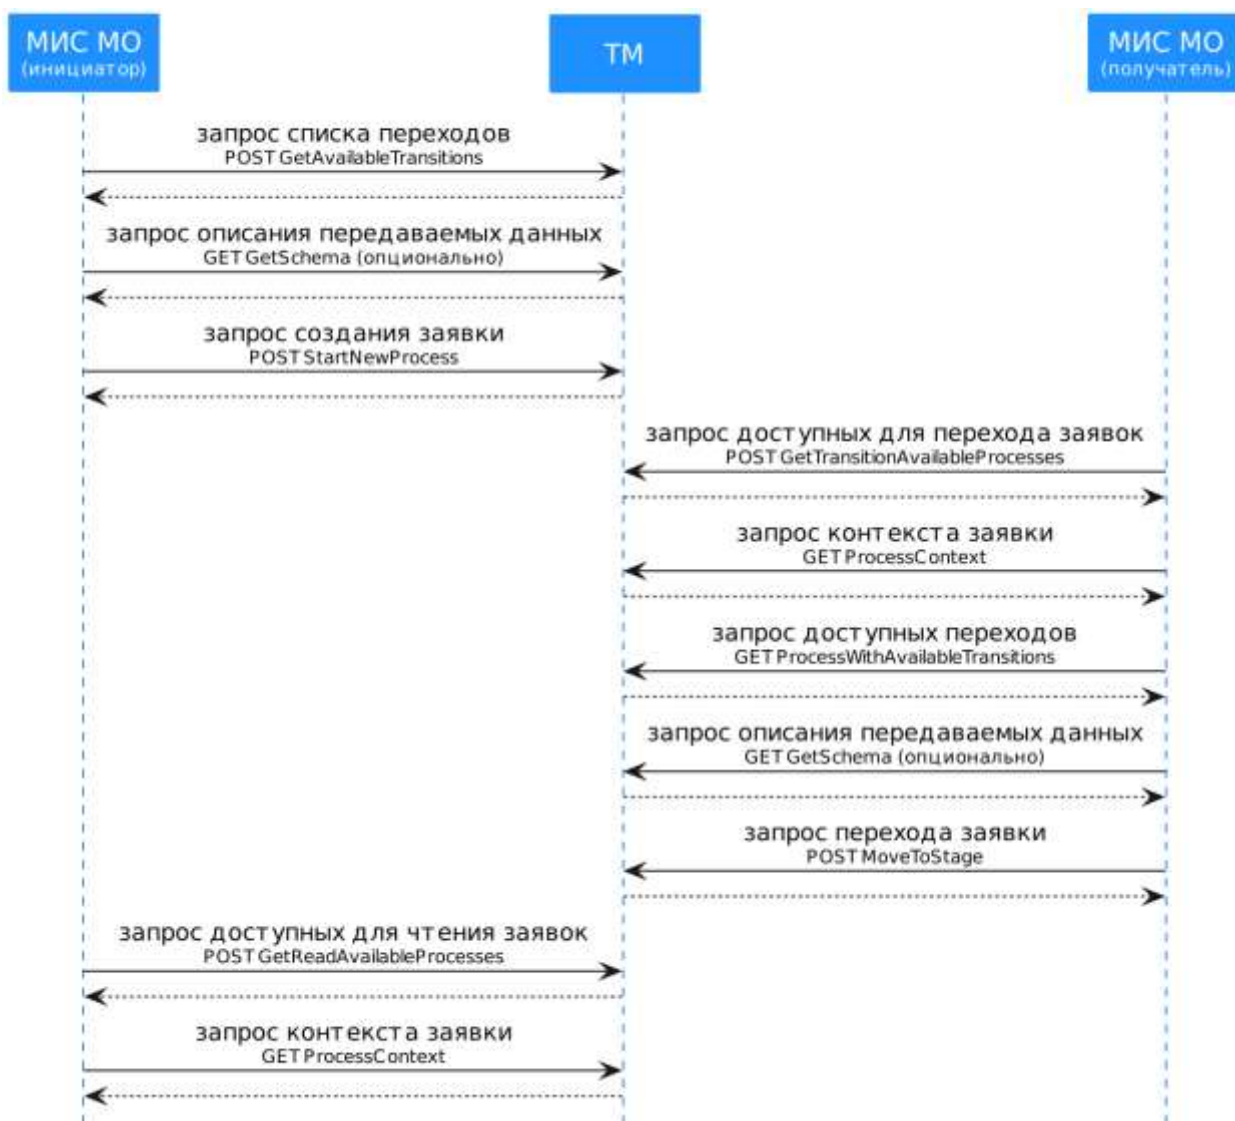 МИС МО
(инициатор)
ТМ
МИС МО
(получатель)
запрос списка переходов
POST GetAvailableTransitions
запрос описания передаваемых данных
GET GetSchema (опционально)
запрос создания заявки
POST StartNewProcess
запрос доступных для перехода заявок
POST GetTransitionAvailableProcesses
запрос контекста заявки
GET ProcessContext
запрос доступных переходов
GET ProcessWithAvailableTransitions
запрос описания передаваемых данных
GET GetSchema (опционально)
запрос перехода заявки
POST MoveToStage
запрос доступных для чтения заявок
POST GetReadAvailableProcesses
запрос контекста заявки
GET ProcessContext